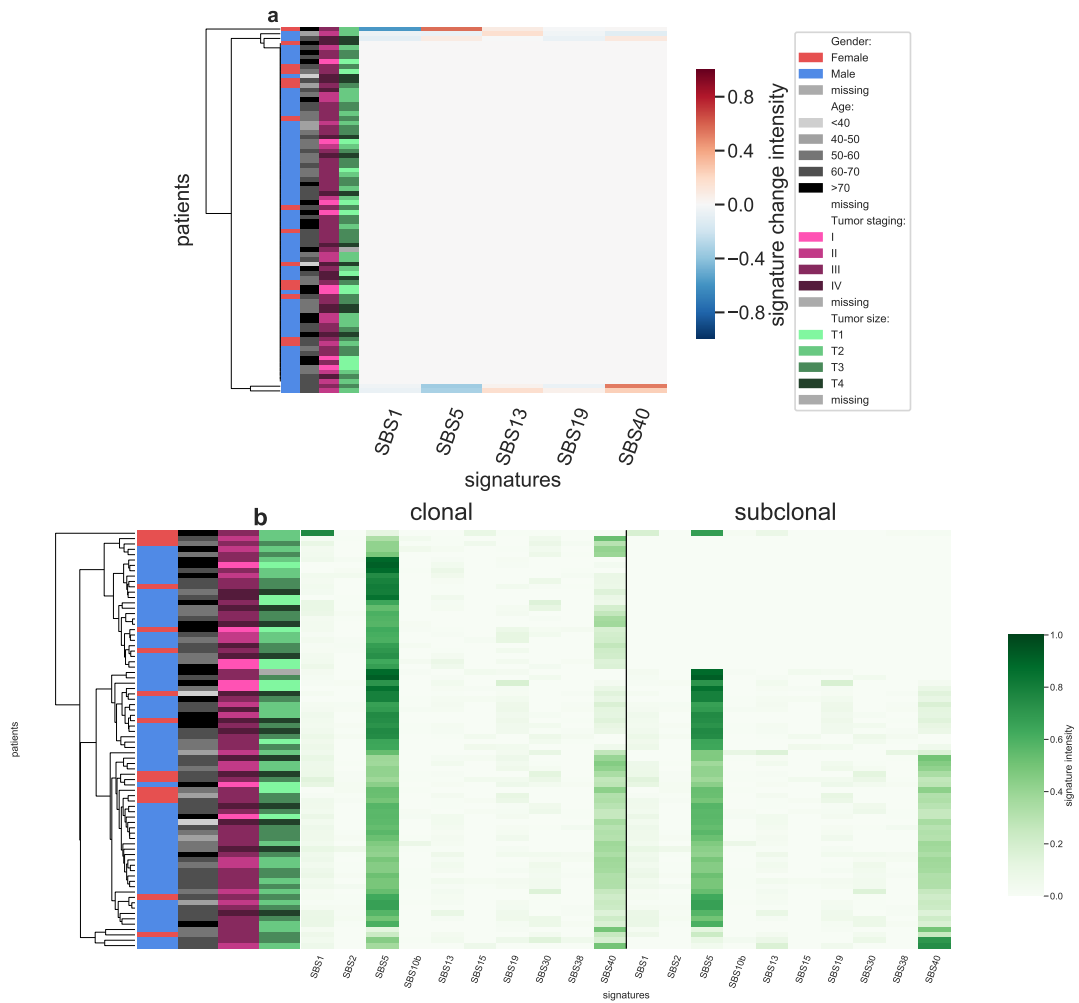 a
patients
SBS1
SBS5
SBS13
SBS19
SBS40
signatures
0.8
0.4
0.0
−0.4
−0.8
signature change intensity
Gender:
Female
Male
missing
Age:
<40
40-50
50-60
60-70
>70
missing
Tumor staging:
I
II
III
IV
missing
Tumor size:
T1
T2
T3
T4
missing
b
clonal
subclonal
patients
SBS1
SBS2
SBS5
SBS10b
SBS13
SBS15
SBS19
SBS30
SBS38
SBS40
SBS1
SBS2
SBS5
SBS10b
SBS13
SBS15
SBS19
SBS30
SBS38
SBS40
signatures
1.0
0.8
0.6
0.4
0.2
0.0
signature intensity